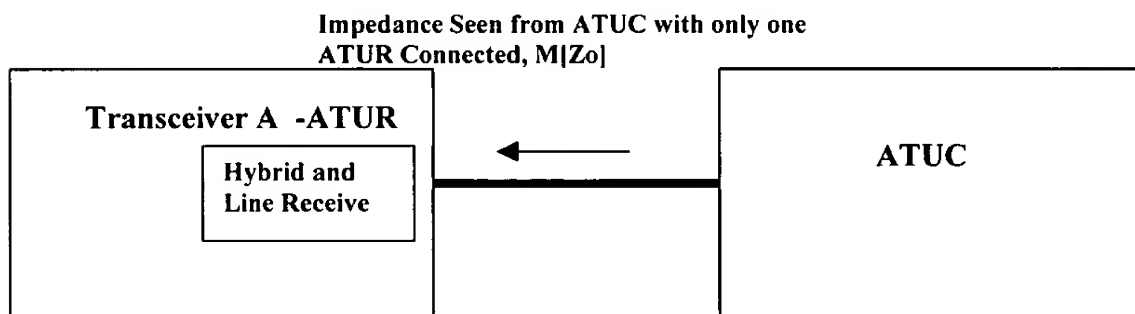 Impedance Seen from ATUC with only one
ATUR Connected, M[Zo]
Transceiver A -ATUR
Hybrid and
Line Receive
ATUC